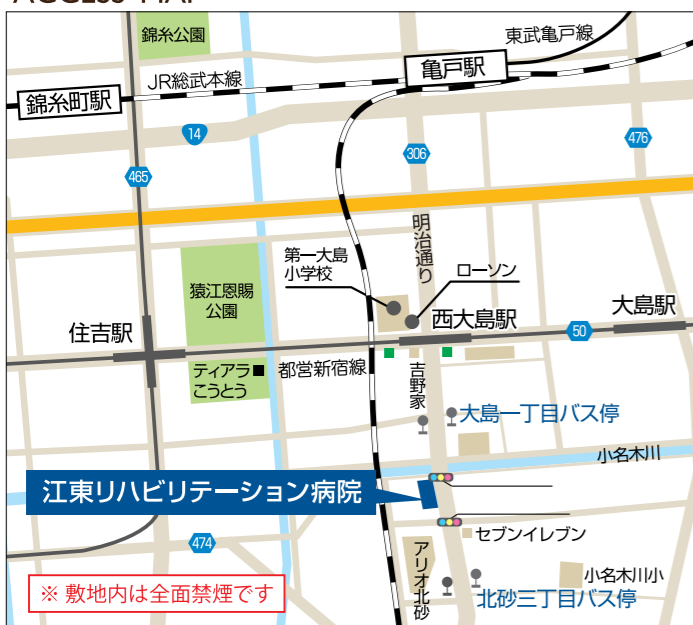 ACCESS MAP
錦糸公園
東武亀戸線
亀戸駅
JR総武本線
錦糸町駅
14
306
476
465
明治通り
第一大島
小学校
ローソン
猿江恩賜
公園
西大島駅
大島駅
住吉駅
50
ティアラ
こうとう
都営新宿線
吉野家
大島一丁目バス停
小名木川
江東リハビリテーション病院
セブンイレブン
474
アリオ北砂
小名木川小
※ 敷地内は全面禁煙です
北砂三丁目バス停